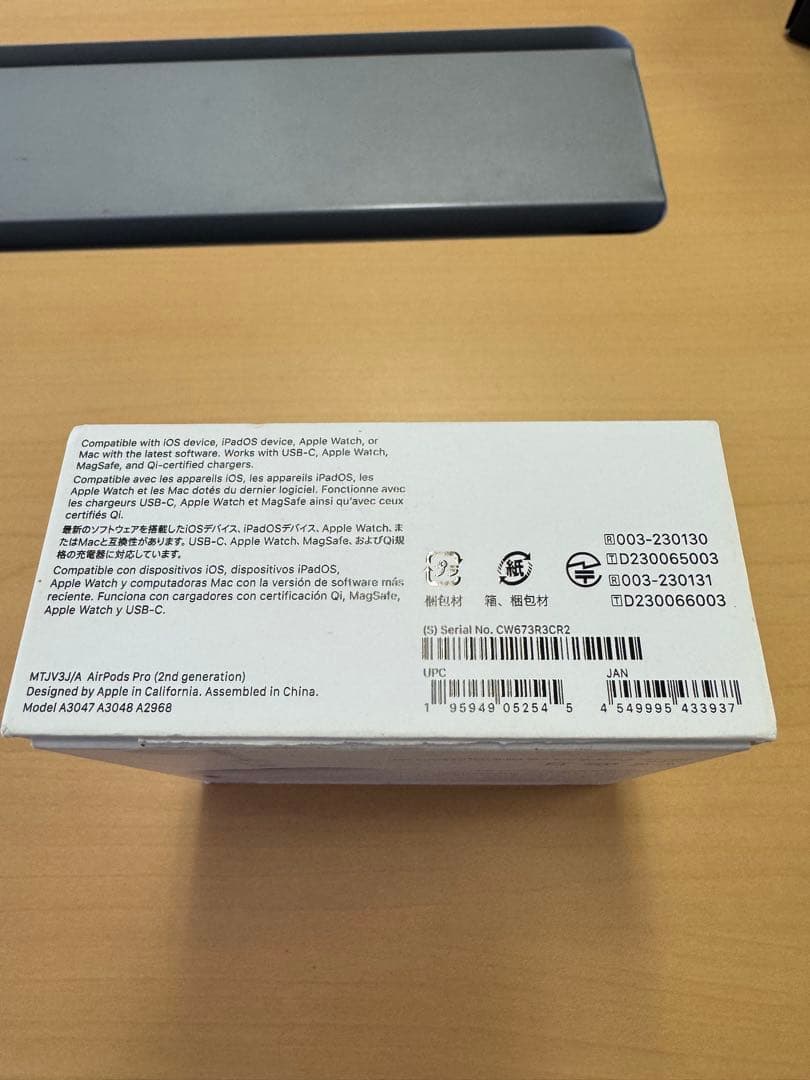 Compatible with iOS device, iPadOS device, Apple Watch, or
Mac with the latest software. Works with USB-C, Apple Watch,
MagSafe, and Qi-certified chargers.
Compatible avec les appareils iOS, les appareils iPadOS, les
Apple Watch et les Mac dotés du dernier logiciel. Fonctionne avec
les chargeurs USB-C, Apple Watch et MagSafe ainsi qu'avec ceux
certifiés Qi.
最新のソフトウェアを搭載したiOSデバイス、iPadOSデバイス、Apple Watch、ま
たはMacと互換性があります。USB-C、Apple Watch、MagSafe、およびQi規
格の充電器に対応しています。
Compatible con dispositivos iOS, dispositivos iPadOS,
Apple Watch y computadoras Mac con la versión de software más
reciente. Funciona con cargadores con certificación Qi, MagSafe,
Apple Watch y USB-C.
MTJV3J/A AirPods Pro (2nd generation)
Designed by Apple in California. Assembled in China.
Model A3047 A3048 A2968
プラ
梱包材
紙
箱、梱包材
R 003-230130
T D230065003
R 003-230131
T D230066003
(S) Serial No. CW673R3CR2
UPC
1 95949 05254 5
JAN
4 549995 433937